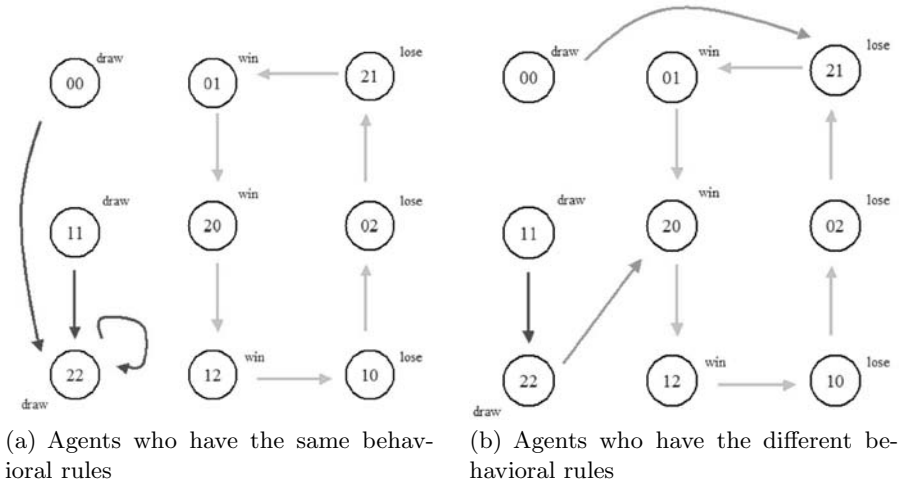 draw
win
lose
00
01
21
draw
win
lose
11
20
02
win
lose
22
12
10
draw
(a) Agents who have the same behav-
ioral rules
draw
win
lose
00
01
21
draw
win
lose
11
20
02
win
lose
22
12
10
draw
(b) Agents who have the different be-
havioral rules